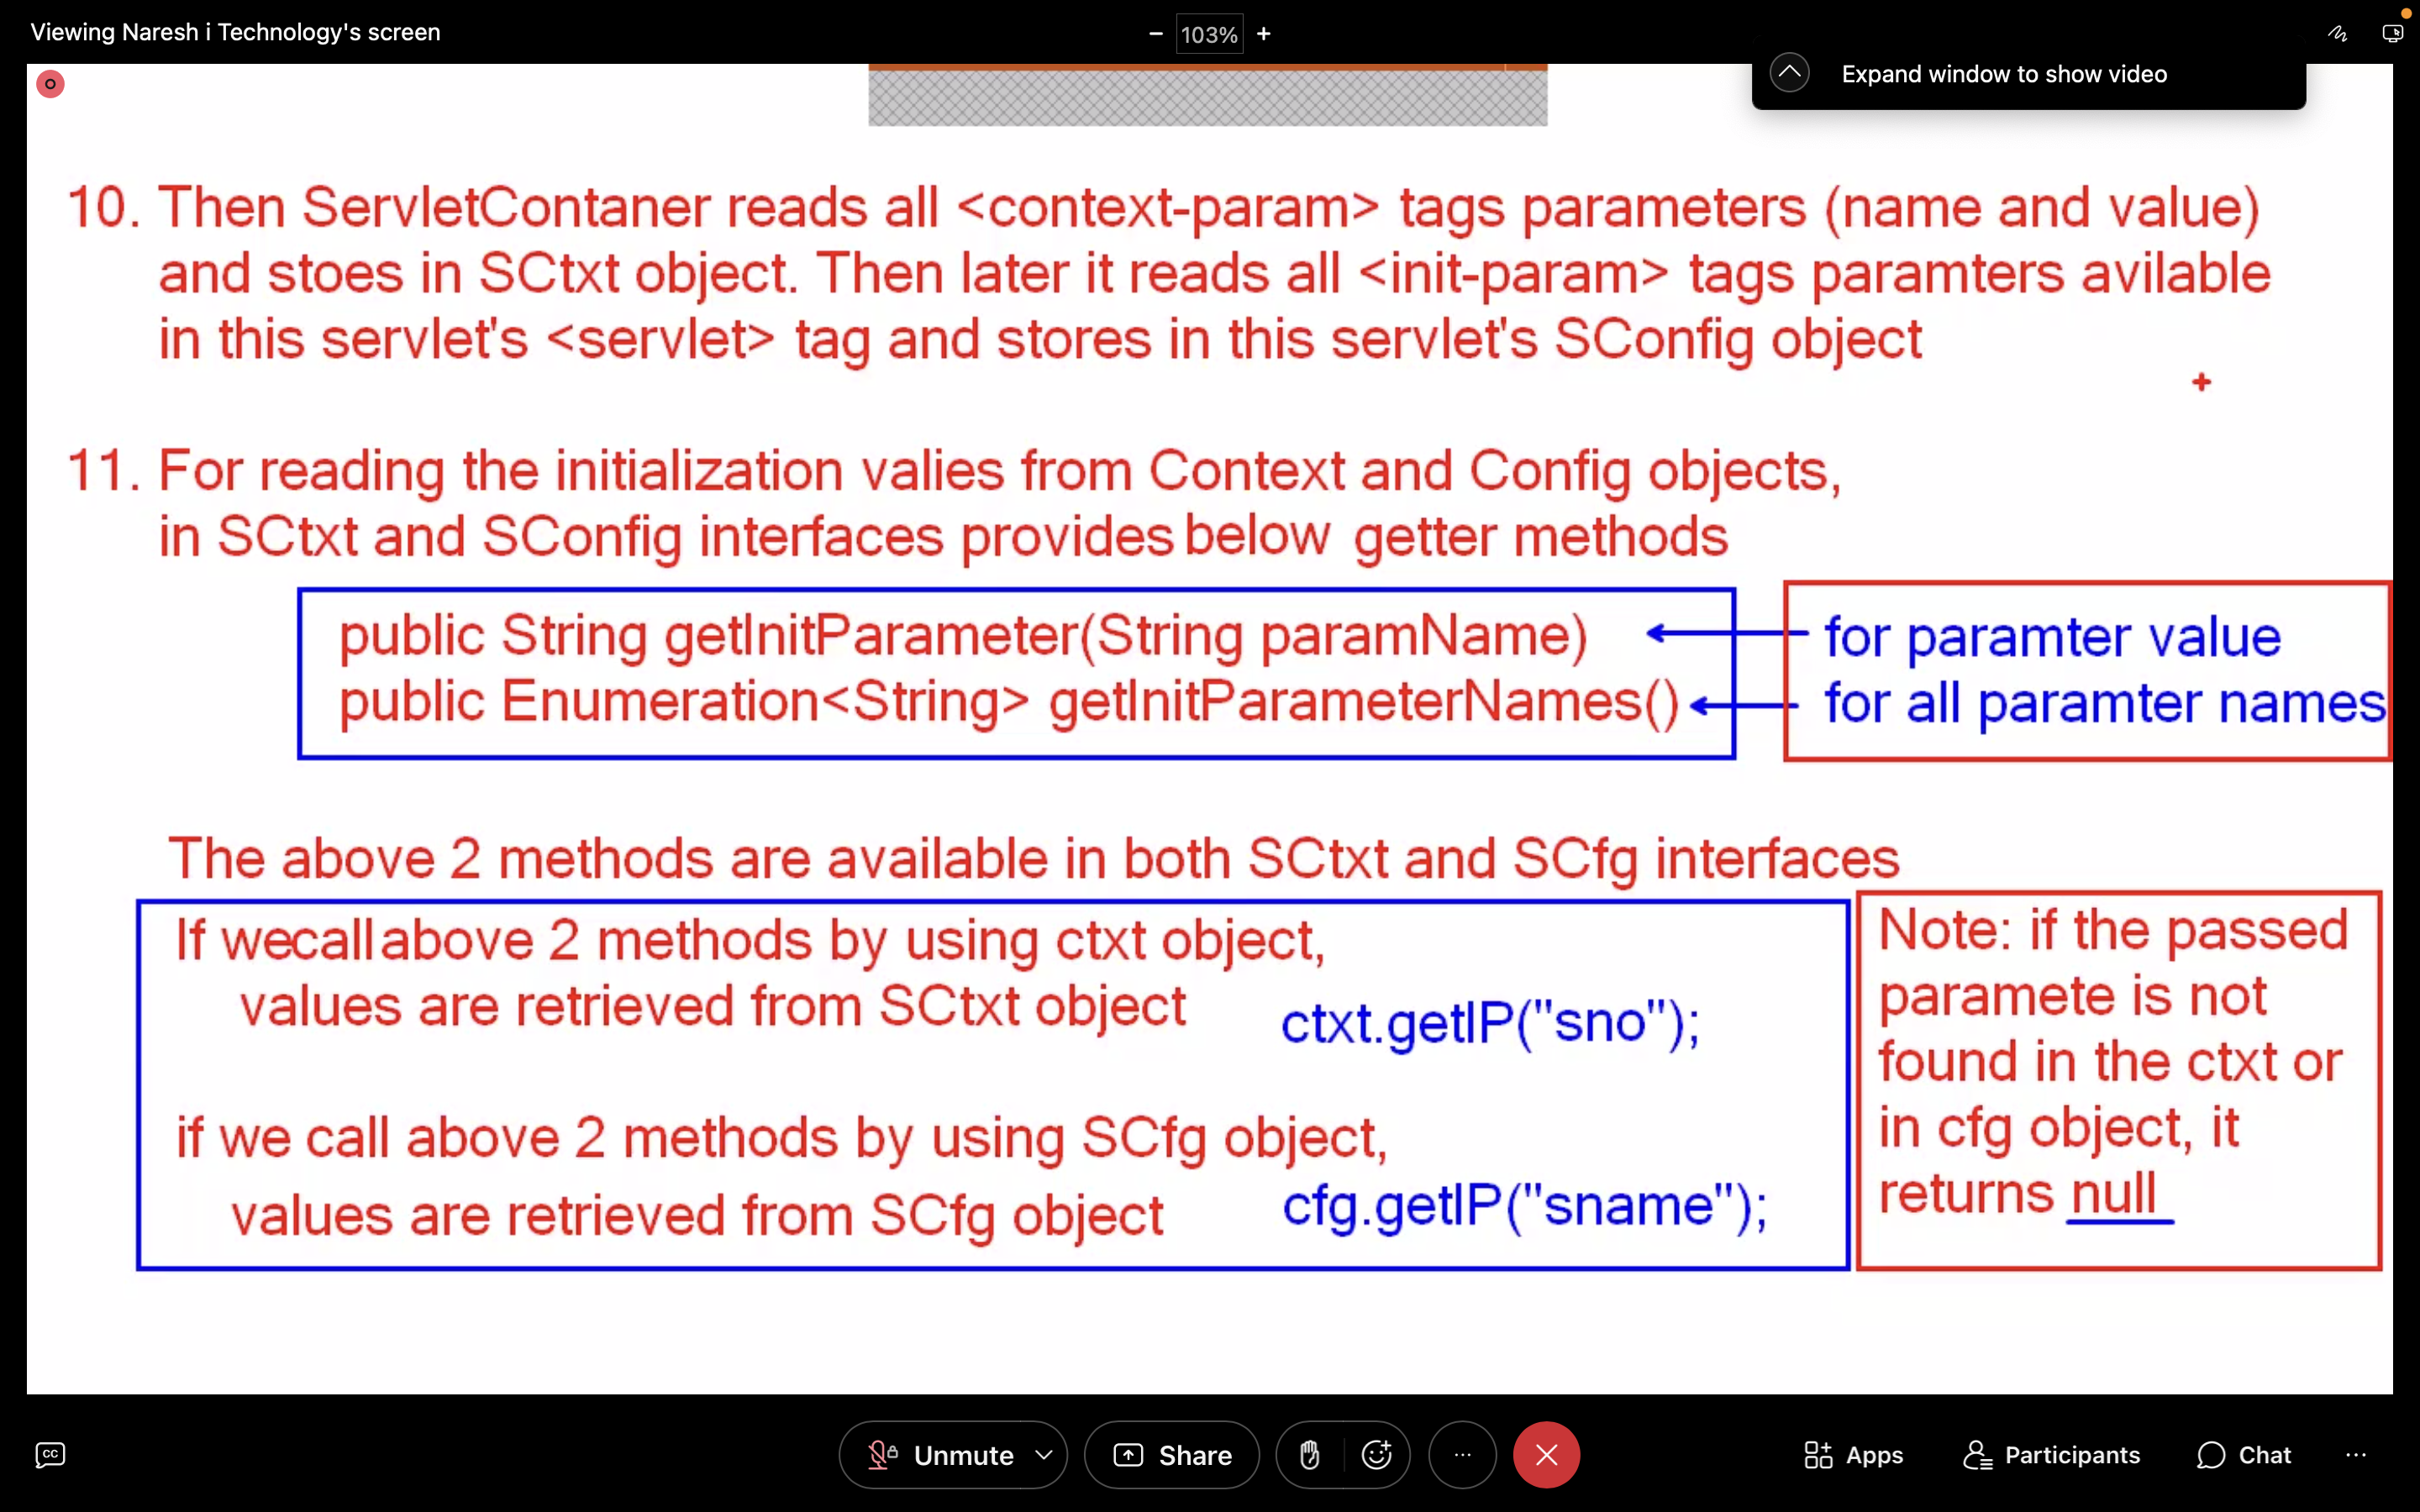 Viewing Naresh i Technology's screen
− 103% +
Expand window to show video
10. Then ServletContaner reads all <context-param> tags parameters (name and value)
and stoes in SCtxt object. Then later it reads all <init-param> tags paramters avilable
in this servlet's <servlet> tag and stores in this servlet's SConfig object
11. For reading the initialization valies from Context and Config objects,
in SCtxt and SConfig interfaces provides below getter methods
public String getInitParameter(String paramName)
for paramter value
public Enumeration<String> getInitParameterNames()
for all paramter names
The above 2 methods are available in both SCtxt and SCfg interfaces
If wecall above 2 methods by using ctxt object,
values are retrieved from SCtxt object
ctxt.getIP("sno");
if we call above 2 methods by using SCfg object,
values are retrieved from SCfg object
cfg.getIP("sname");
Note: if the passed
paramete is not
found in the ctxt or
in cfg object, it
returns null
CC
Unmute
Share
Apps
Participants
Chat